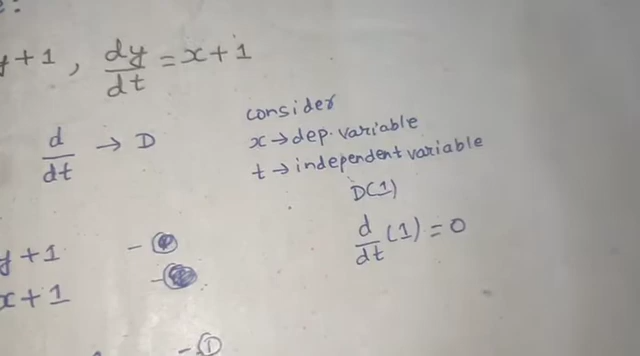 y+1, dy/dt = x+1
consider
d/dt → D
x → dep. variable
t → independent variable
D(1)
d/dt (1) = 0
y+1
x+1
- ①